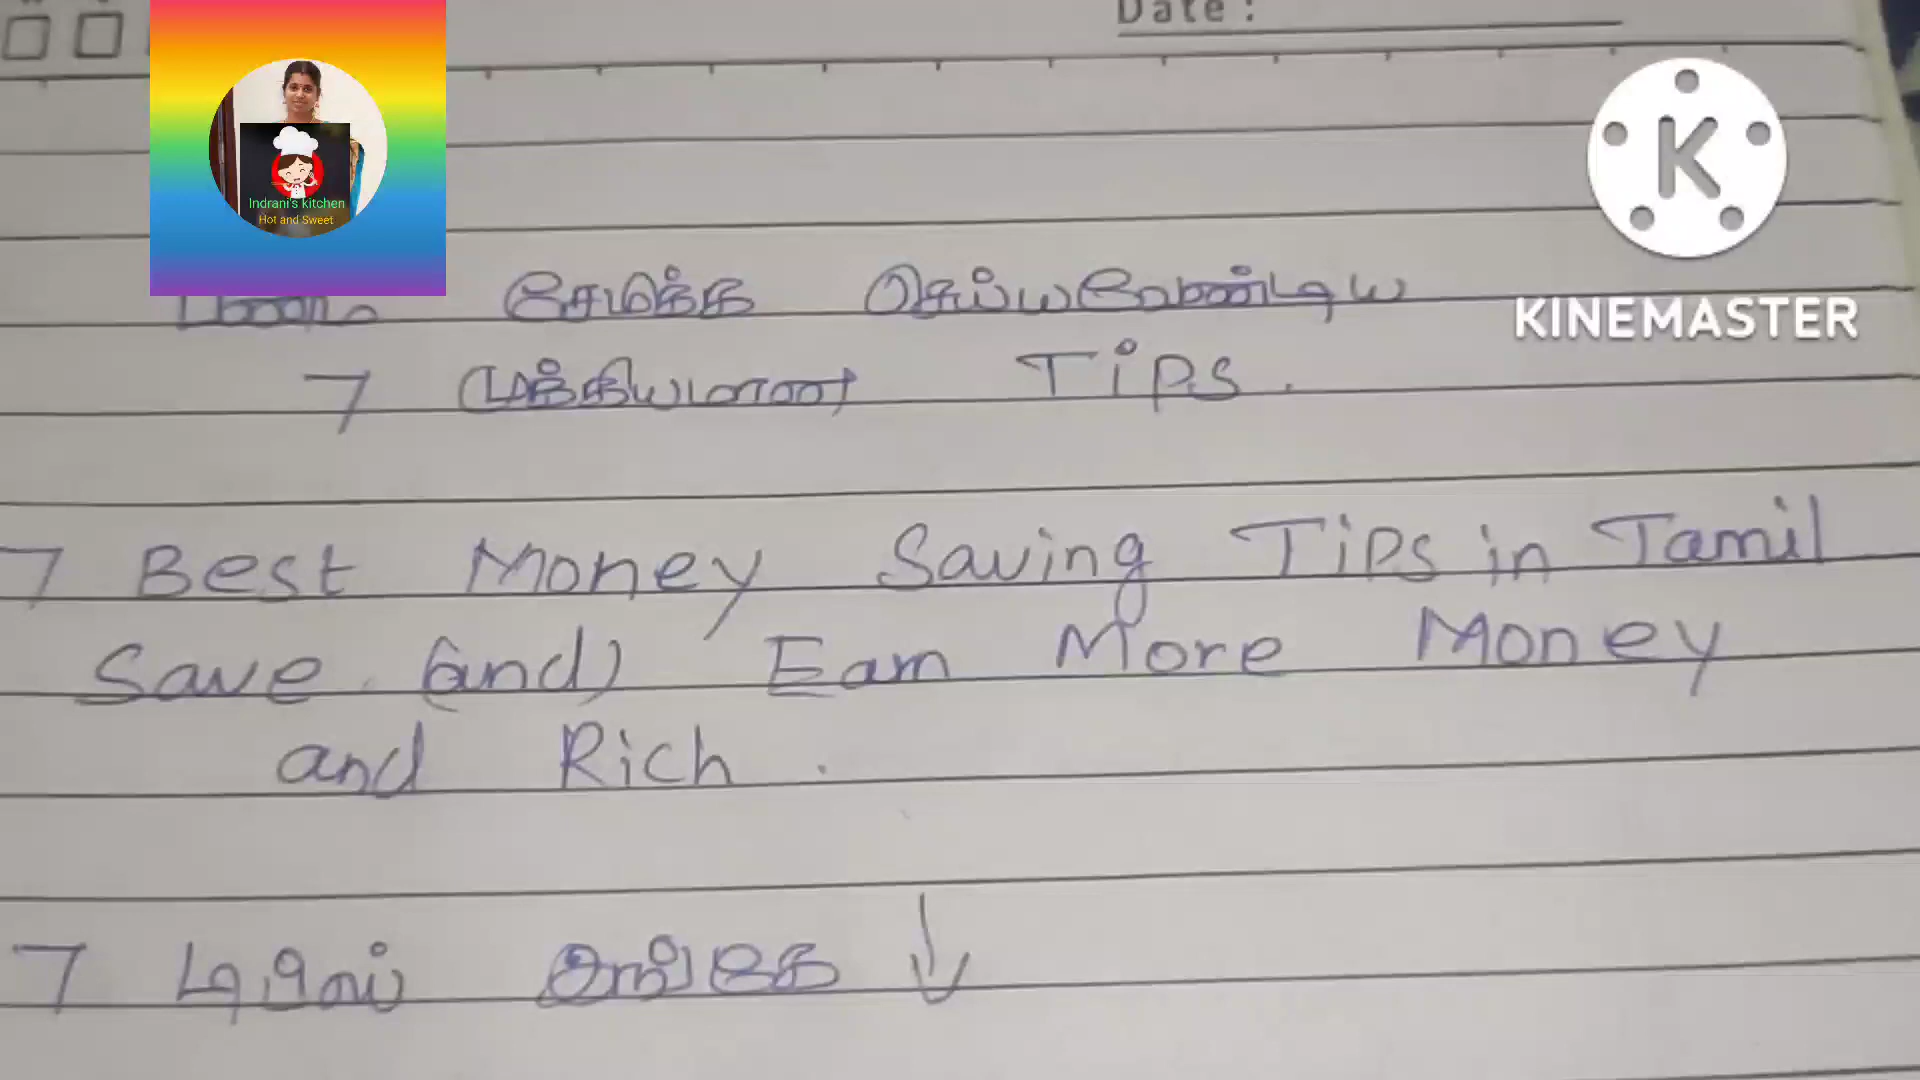 Date :
Indrani's kitchen
Hot and Sweet
KINEMASTER
பணம் சேமிக்க செய்யவேண்டிய
7 முக்கியமான Tips.
7 Best Money Saving Tips in Tamil
Save (and) Earn More Money
and Rich.
7